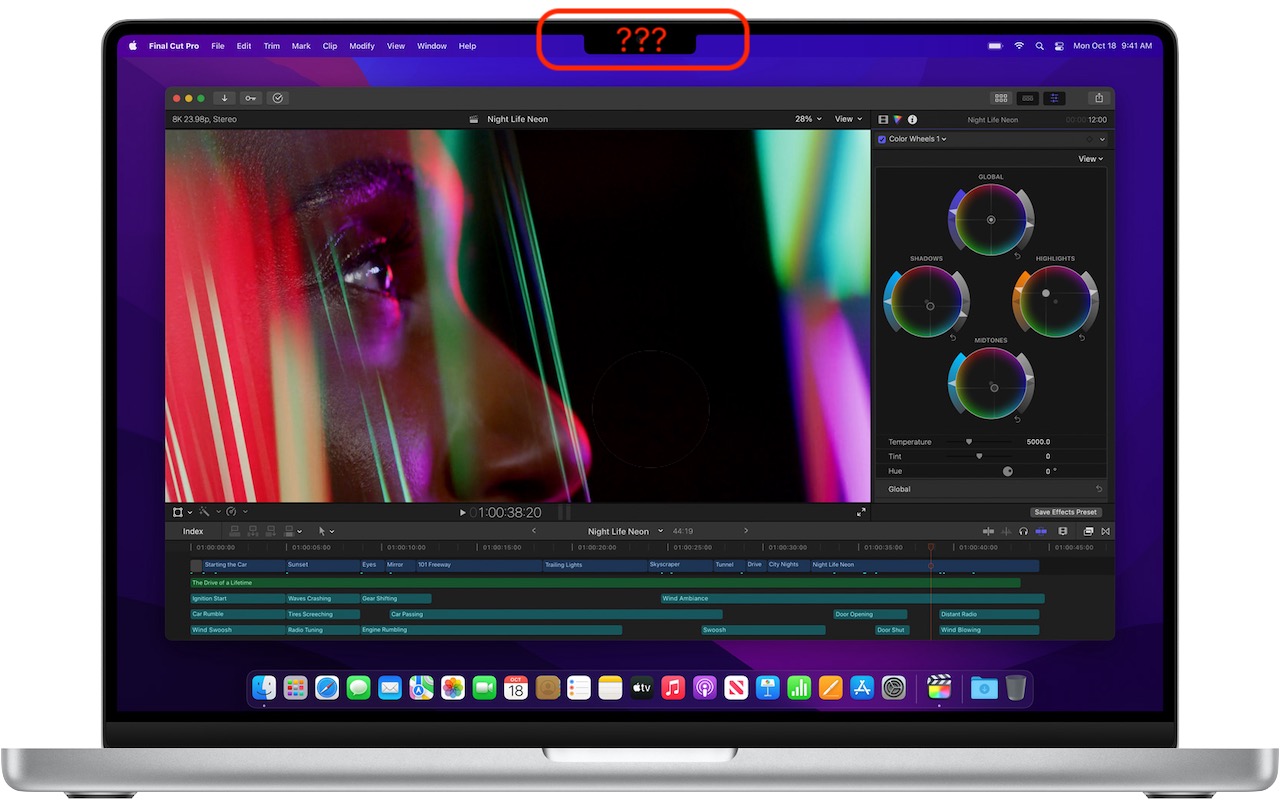 ???
Final Cut Pro File Edit Trim Mark Clip Modify View Window Help Mon Oct 18 9:41 AM
8K 23.98p, Stereo Night Life Neon 28% View Night Life Neon 00:00 12:00
Color Wheels 1
View
GLOBAL
SHADOWS HIGHLIGHTS
MIDTONES
Temperature 5000.0
Tint 0
Hue 0 °
Global
01:00:38:20 Save Effects Preset
Index Night Life Neon 44:19
01:00:00:00 01:00:05:00 01:00:10:00 01:00:15:00 01:00:20:00 01:00:25:00 01:00:30:00 01:00:35:00 01:00:40:00 01:00:45:00
Starting the Car Sunset Eyes Mirror 101 Freeway Trailing Lights Skyscraper Tunnel Drive City Nights Night Life Neon
The Drive of a Lifetime
Ignition Start Waves Crashing Gear Shifting Wind Ambiance
Car Rumble Tires Screeching Car Passing Door Opening Distant Radio
Wind Swoosh Radio Tuning Engine Rumbling Swoosh Door Shut Wind Blowing
OCT
18
tv